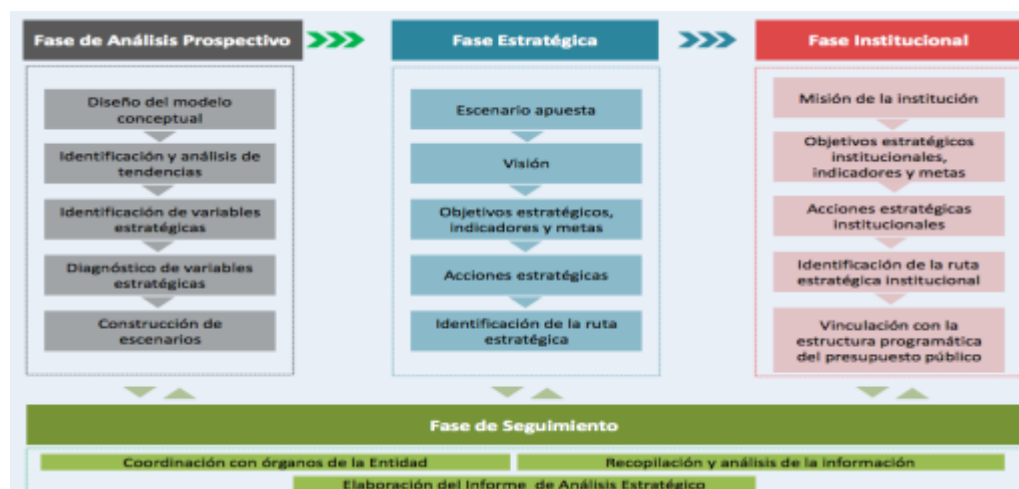 Fase de Análisis Prospectivo
Diseño del modelo
conceptual
Identificación y análisis de
tendencias
Identificación de variables
estratégicas
Diagnóstico de variables
estratégicas
Construcción de
escenarios
Fase Estratégica
Escenario apuesta
Visión
Objetivos estratégicos,
indicadores y metas
Acciones estratégicas
Identificación de la ruta
estratégica
Fase Institucional
Misión de la institución
Objetivos estratégicos
institucionales,
indicadores y metas
Acciones estratégicas
institucionales
Identificación de la ruta
estratégica institucional
Vinculación con la
estructura programática
del presupuesto público
Fase de Seguimiento
Coordinación con órganos de la Entidad
Recopilación y análisis de la información
Elaboración del Informe de Análisis Estratégico